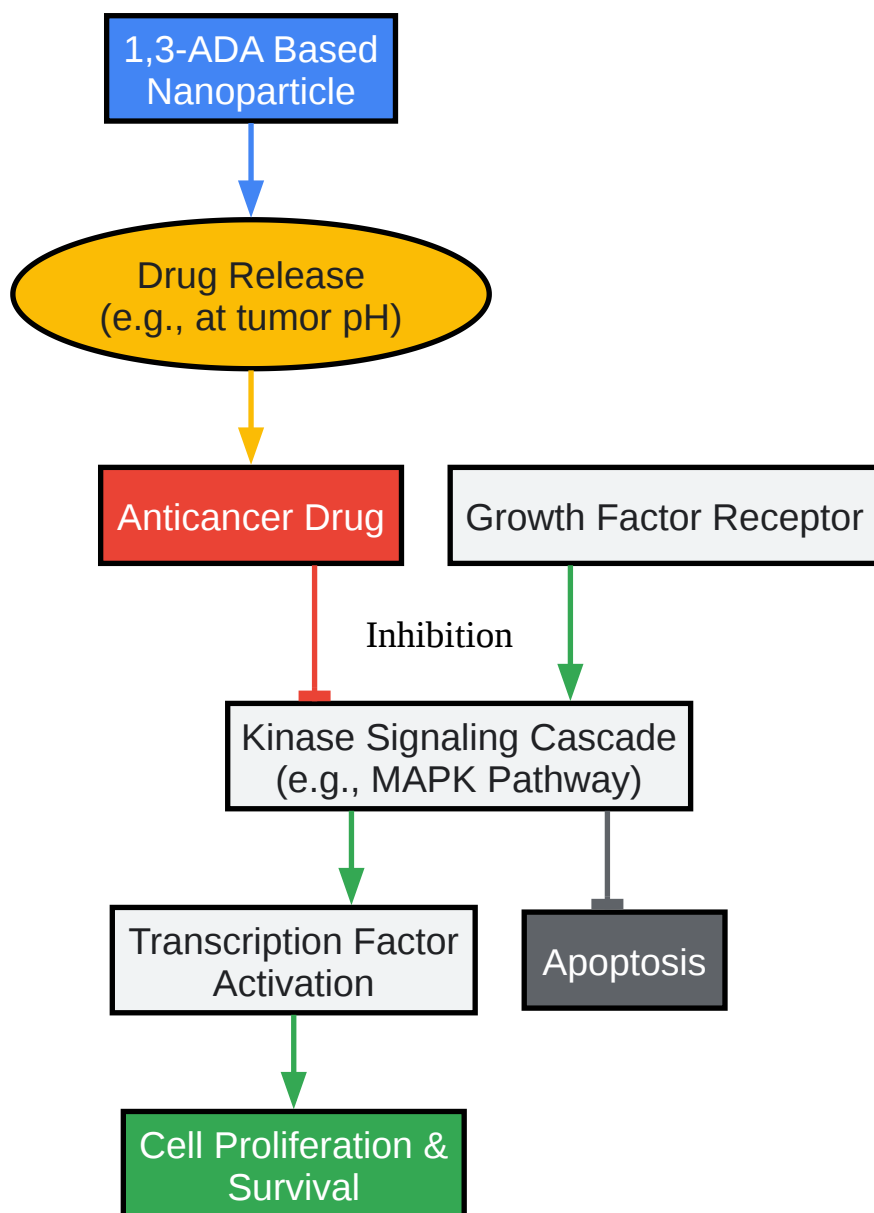 1,3-ADA Based
Nanoparticle
Drug Release
(e.g., at tumor pH)
Anticancer Drug
Growth Factor Receptor
Inhibition
Kinase Signaling Cascade
(e.g., MAPK Pathway)
Transcription Factor
Activation
Apoptosis
Cell Proliferation &
Survival